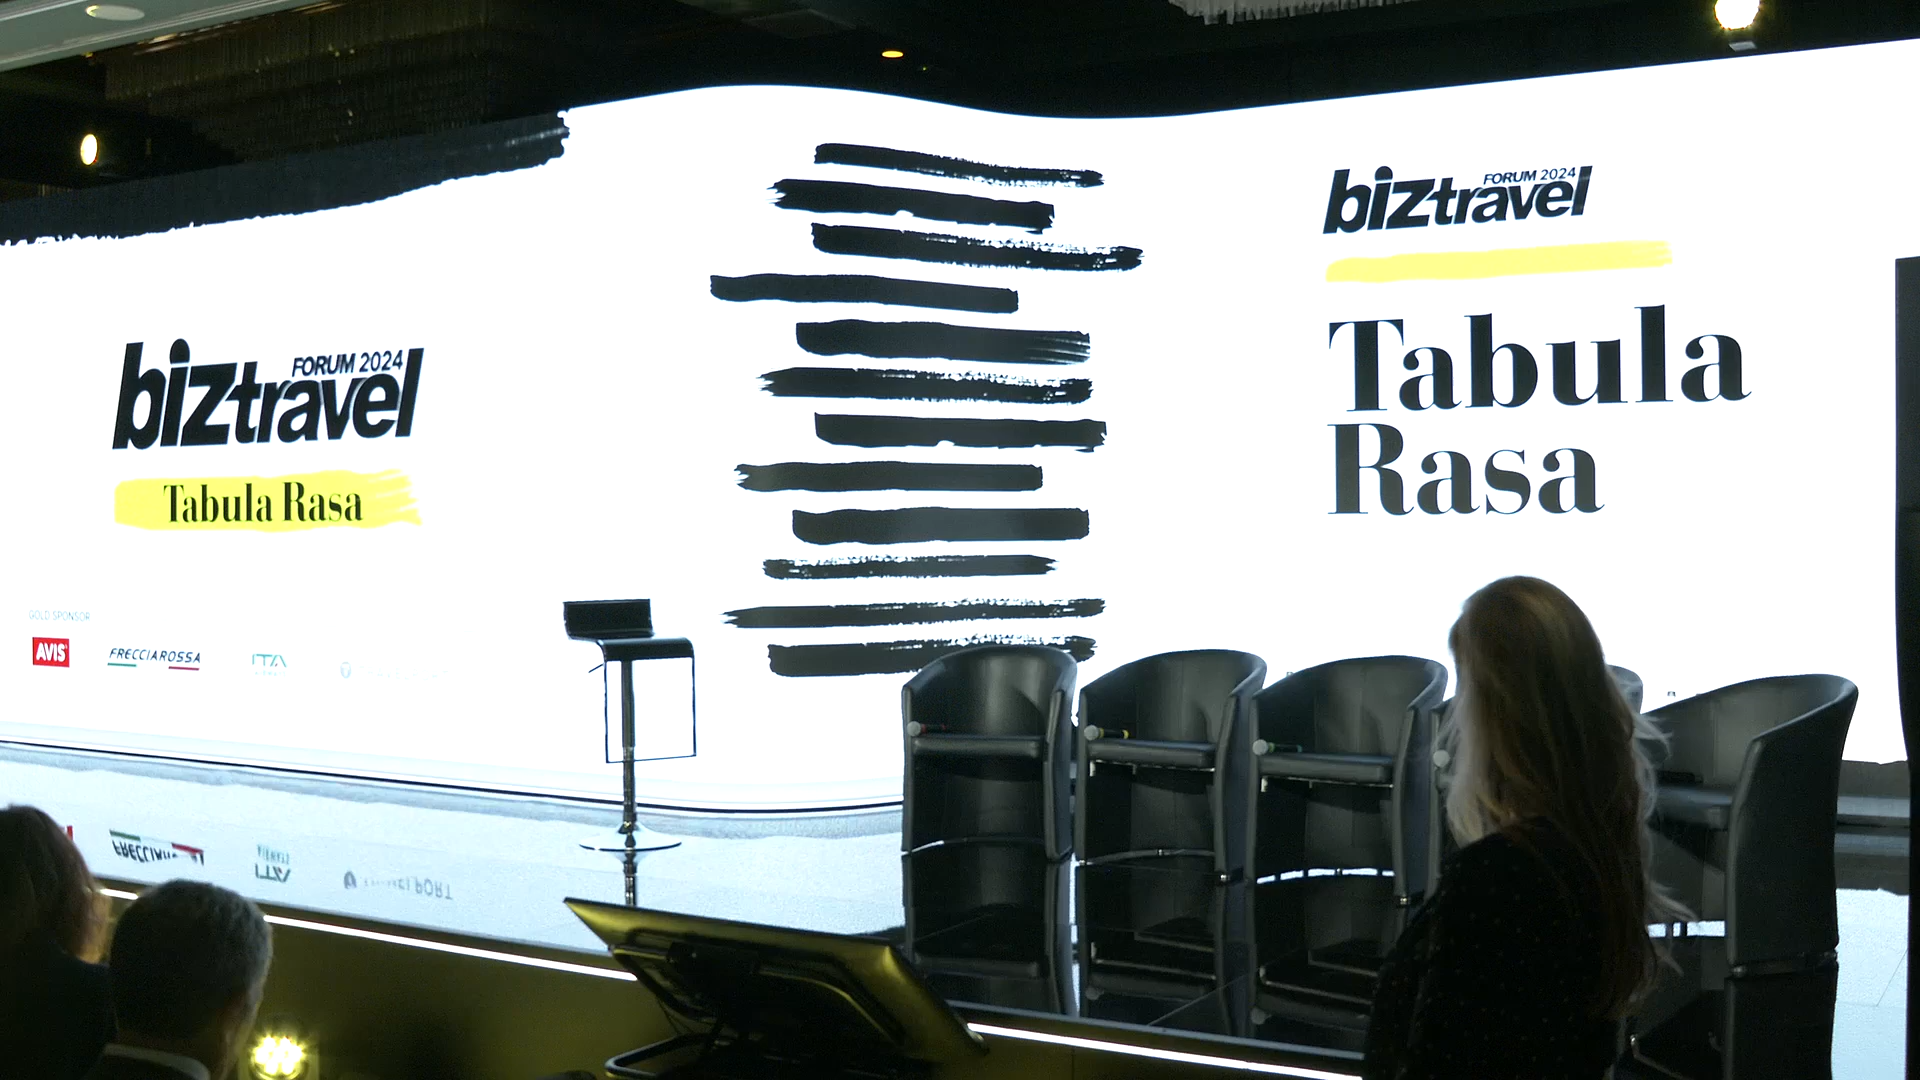 FORUM 2024
biztravel
Tabula Rasa
GOLD SPONSOR
AVIS
FRECCIAROSSA
ITA
FORUM 2024
biztravel
Tabula
Rasa